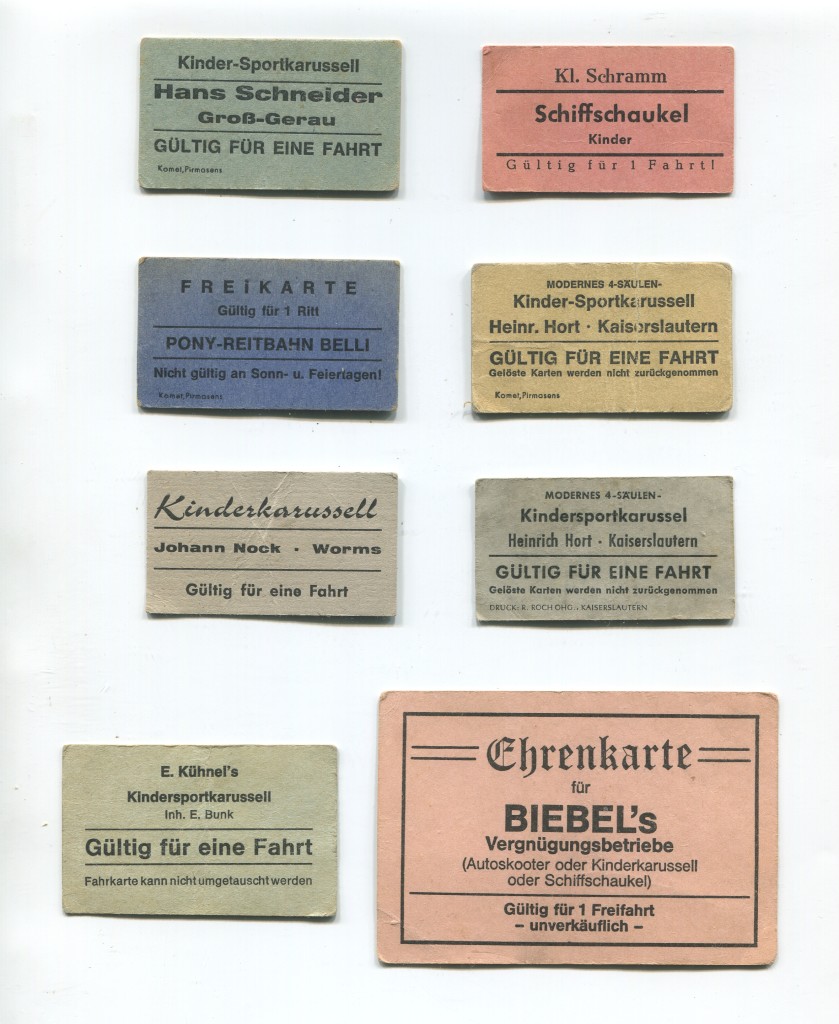 Kinder-Sportkarussell
Hans Schneider
Groß-Gerau
GÜLTIG FÜR EINE FAHRT
Komet, Pirmasens
Kl. Schramm
Schiffschaukel
Kinder
Gültig für 1 Fahrt!
FREIKARTE
Gültig für 1 Ritt
PONY-REITBAHN BELLI
Nicht gültig an Sonn- u. Feiertagen!
Komet, Pirmasens
MODERNES 4-SÄULEN-
Kinder-Sportkarussell
Heinr. Hort · Kaiserslautern
GÜLTIG FÜR EINE FAHRT
Gelöste Karten werden nicht zurückgenommen
Komet, Pirmasens
Kinderkarussell
Johann Nock · Worms
Gültig für eine Fahrt
MODERNES 4-SÄULEN-
Kindersportkarussel
Heinrich Hort · Kaiserslautern
GÜLTIG FÜR EINE FAHRT
Gelöste Karten werden nicht zurückgenommen
DRUCK: R. ROCH OHG., KAISERSLAUTERN
E. Kühnel's
Kindersportkarussell
Inh. E. Bunk
Gültig für eine Fahrt
Fahrkarte kann nicht umgetauscht werden
Ehrenkarte
für
BIEBEL's
Vergnügungsbetriebe
(Autoskooter oder Kinderkarussell
oder Schiffschaukel)
Gültig für 1 Freifahrt
– unverkäuflich –